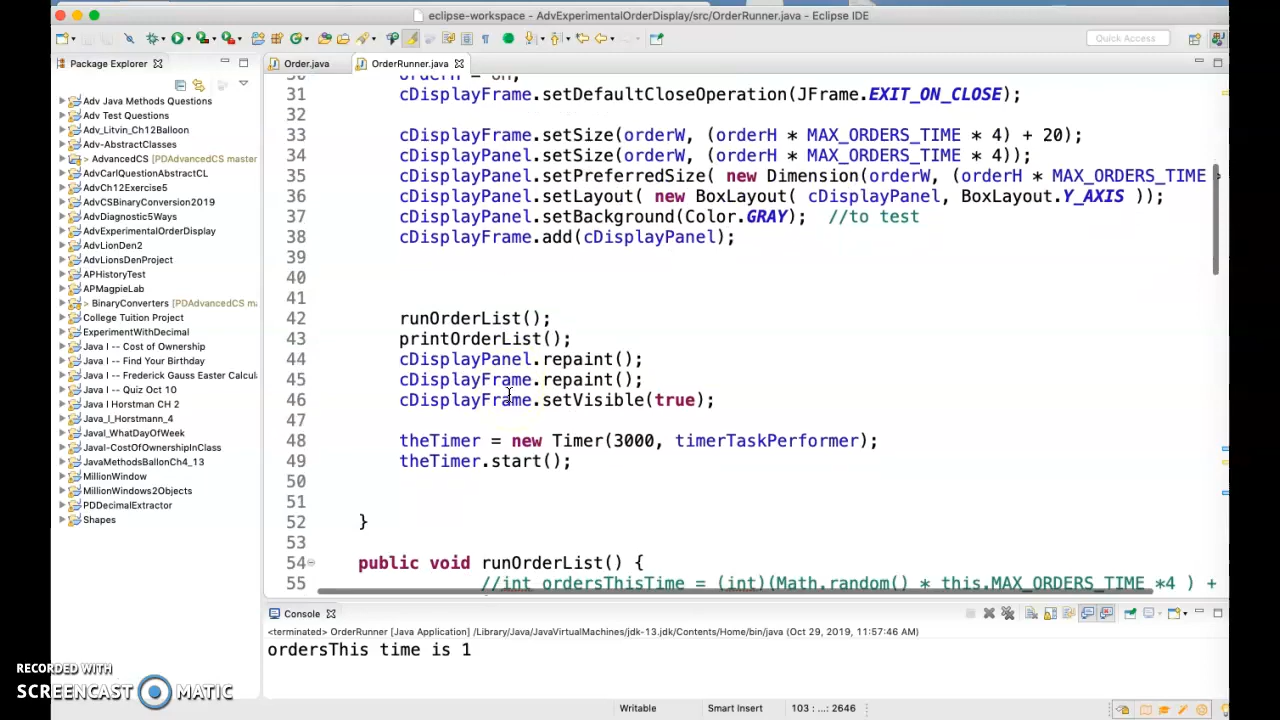 eclipse-workspace - AdvExperimentalOrderDisplay/src/OrderRunner.java - Eclipse IDE
Quick Access
Package Explorer
Order.java
OrderRunner.java
Adv Java Methods Questions
Adv Test Questions
Adv_Litvin_Ch12Balloon
Adv-AbstractClasses
> AdvancedCS [PDAdvancedCS master
AdvCarlQuestionAbstractCL
AdvCh12Exercise5
AdvCSBinaryConversion2019
AdvDiagnostic5Ways
AdvExperimentalOrderDisplay
AdvLionDen2
AdvLionsDenProject
APHistoryTest
APMagpieLab
> BinaryConverters [PDAdvancedCS ma
College Tuition Project
ExperimentWithDecimal
Java I -- Cost of Ownership
Java I -- Find Your Birthday
Java I -- Frederick Gauss Easter Calcul
Java I -- Quiz Oct 10
Java I Horstman CH 2
Java_I_Horstmann_4
JavaI_WhatDayOfWeek
JavaI-CostOfOwnershipInClass
JavaMethodsBallonCh4_13
MillionWindow
MillionWindows2Objects
PDDecimalExtractor
Shapes
31 cDisplayFrame.setDefaultCloseOperation(JFrame.EXIT_ON_CLOSE);
32
33 cDisplayFrame.setSize(orderW, (orderH * MAX_ORDERS_TIME * 4) + 20);
34 cDisplayPanel.setSize(orderW, (orderH * MAX_ORDERS_TIME * 4));
35 cDisplayPanel.setPreferredSize( new Dimension(orderW, (orderH * MAX_ORDERS_TIME
36 cDisplayPanel.setLayout( new BoxLayout( cDisplayPanel, BoxLayout.Y_AXIS ));
37 cDisplayPanel.setBackground(Color.GRAY); //to test
38 cDisplayFrame.add(cDisplayPanel);
39
40
41
42 runOrderList();
43 printOrderList();
44 cDisplayPanel.repaint();
45 cDisplayFrame.repaint();
46 cDisplayFrame.setVisible(true);
47
48 theTimer = new Timer(3000, timerTaskPerformer);
49 theTimer.start();
50
51
52 }
53
54 public void runOrderList() {
55 //int ordersThisTime = (int)(Math.random() * this.MAX_ORDERS_TIME *4 ) +
Console
<terminated> OrderRunner [Java Application] /Library/Java/JavaVirtualMachines/jdk-13.jdk/Contents/Home/bin/java (Oct 29, 2019, 11:57:46 AM)
ordersThis time is 1
Writable
Smart Insert
103 : ...: 2646
RECORDED WITH
SCREENCAST MATIC